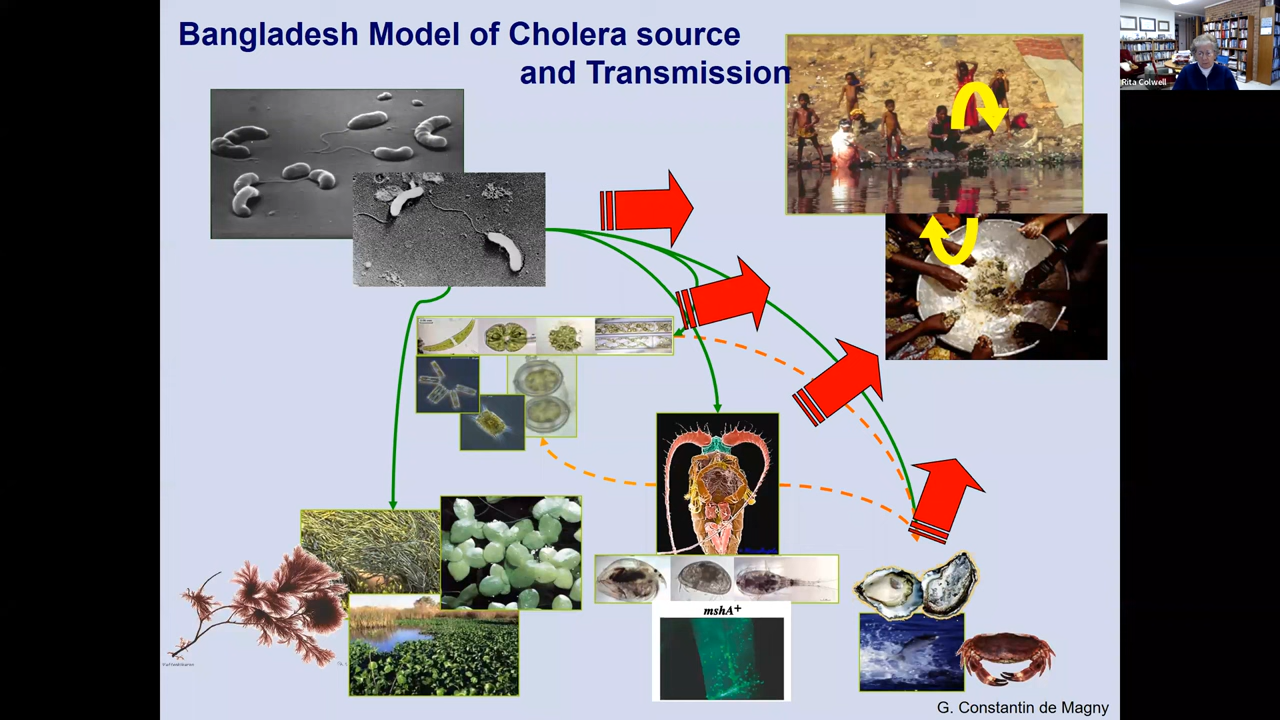 Bangladesh Model of Cholera source
and Transmission
Rita Colwell
mshA+
G. Constantin de Magny